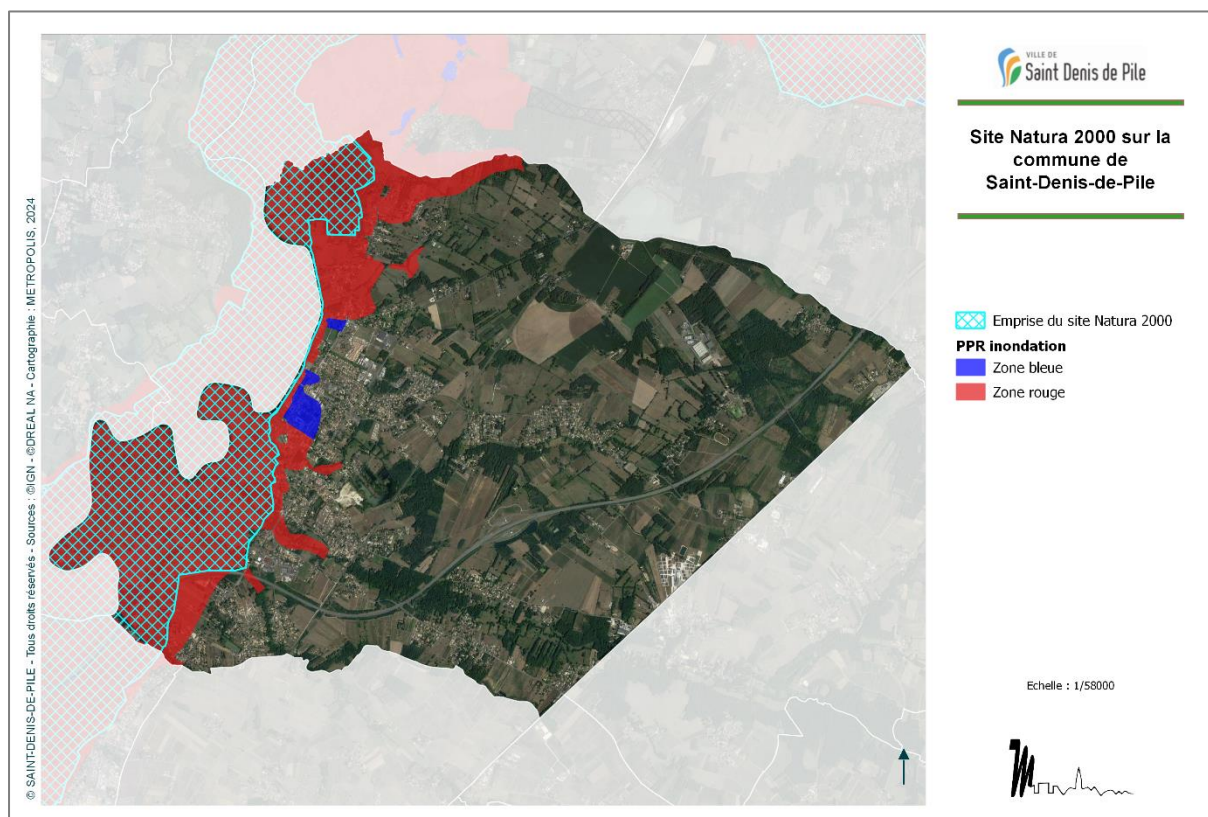 VILLE DE
Saint Denis de Pile
Site Natura 2000 sur la
commune de
Saint-Denis-de-Pile
Emprise du site Natura 2000
PPR inondation
Zone bleue
Zone rouge
Echelle : 1/58000
© SAINT-DENIS-DE-PILE - Tous droits réservés - Sources : ©IGN - ©DREAL NA - Cartographie : METROPOLIS, 2024